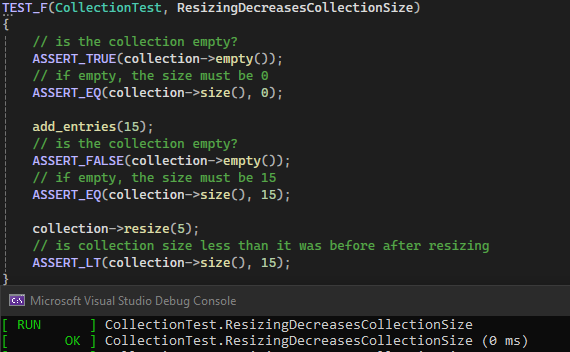 TEST_F(CollectionTest, ResizingDecreasesCollectionSize)
{
// is the collection empty?
ASSERT_TRUE(collection->empty());
// if empty, the size must be 0
ASSERT_EQ(collection->size(), 0);
add_entries(15);
// is the collection empty?
ASSERT_FALSE(collection->empty());
// if empty, the size must be 15
ASSERT_EQ(collection->size(), 15);
collection->resize(5);
// is collection size less than it was before after resizing
ASSERT_LT(collection->size(), 15);
}
Microsoft Visual Studio Debug Console
[ RUN      ] CollectionTest.ResizingDecreasesCollectionSize
[       OK ] CollectionTest.ResizingDecreasesCollectionSize (0 ms)